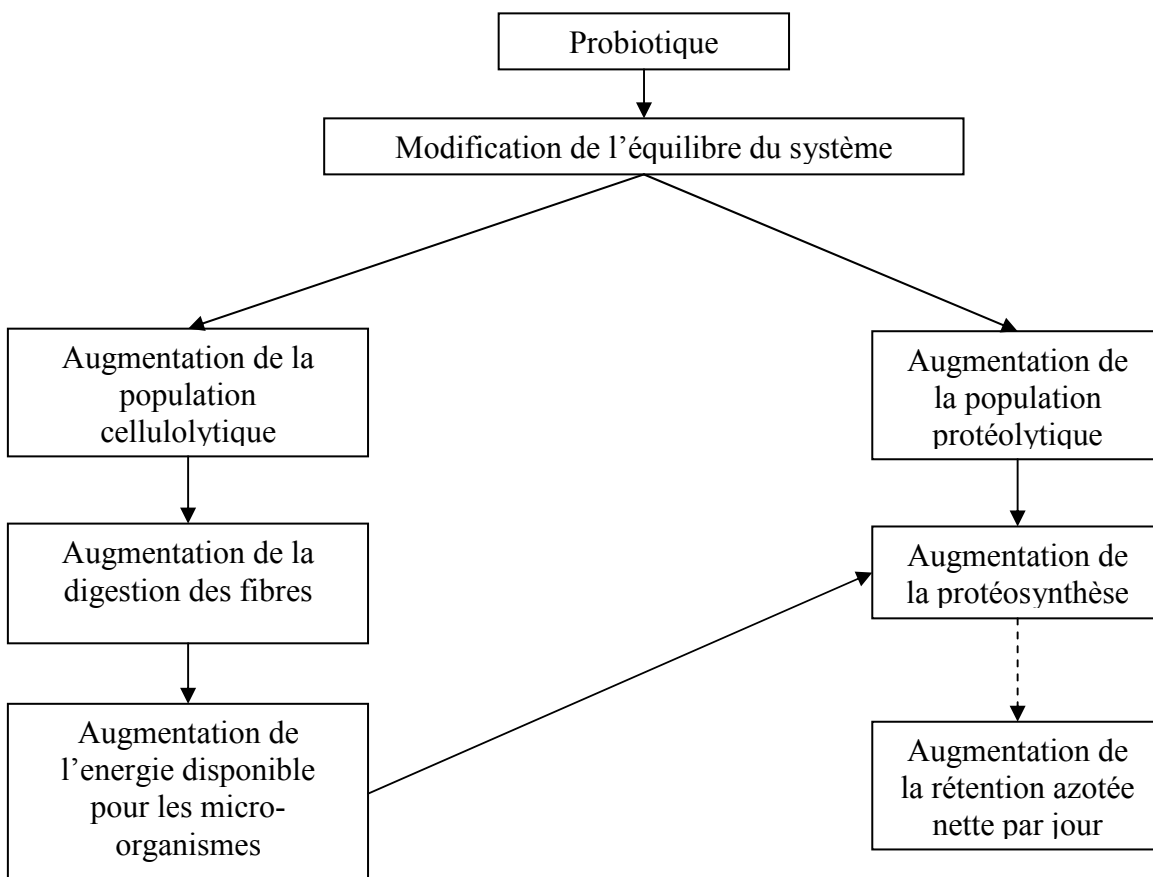 Probiotique
Modification de l’équilibre du système
Augmentation de la
population
cellulolytique
Augmentation de
la population
protéolytique
Augmentation de la
digestion des fibres
Augmentation de
la protéosynthèse
Augmentation de
l’energie disponible
pour les micro-
organismes
Augmentation de
la rétention azotée
nette par jour